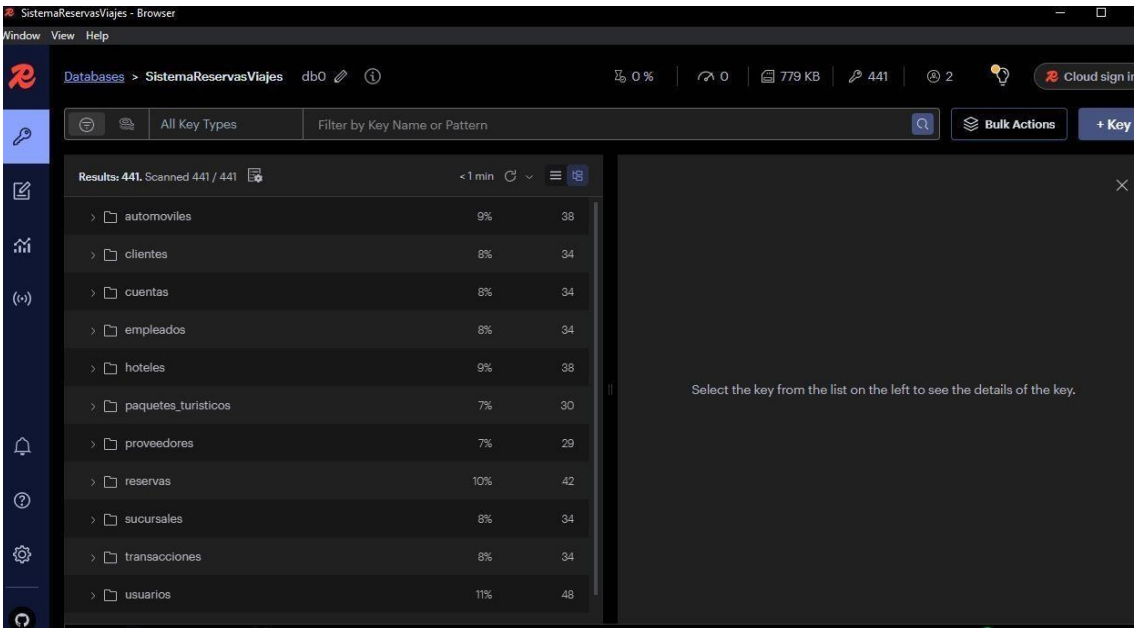 SistemaReservasViajes - Browser
Window View Help
Databases > SistemaReservasViajes db0
0 % 0 779 KB 441 2 Cloud sign in
All Key Types Filter by Key Name or Pattern Bulk Actions + Key
Results: 441. Scanned 441 / 441 <1 min
automoviles 9% 38
clientes 8% 34
cuentas 8% 34
empleados 8% 34
hoteles 9% 38
paquetes_turisticos 7% 30
proveedores 7% 29
reservas 10% 42
sucursales 8% 34
transacciones 8% 34
usuarios 11% 48
Select the key from the list on the left to see the details of the key.